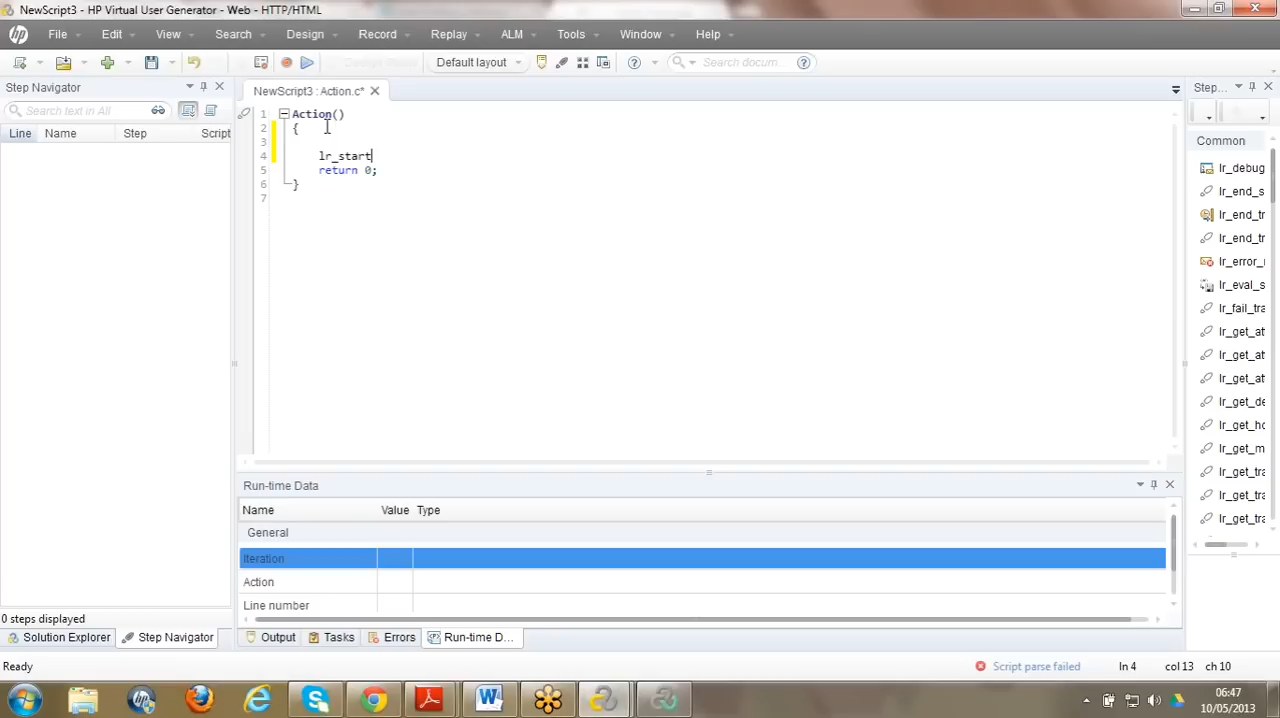 NewScript3 - HP Virtual User Generator - Web - HTTP/HTML
hp File Edit View Search Design Record Replay ALM Tools Window Help
Default layout Search docum
Step Navigator
Search text in All
Line Name Step Script
NewScript3 : Action.c*
1 Action()
2 {
3
4 lr_start
5 return 0;
6 }
7
Step...
Common
lr_debug
lr_end_s
lr_end_tr
lr_end_t
lr_error_
lr_eval_s
lr_fail_tra
lr_get_at
lr_get_at
lr_get_at
lr_get_de
lr_get_ho
lr_get_m
lr_get_tra
lr_get_tra
lr_get_tra
Run-time Data
Name Value Type
General
Iteration
Action
Line number
0 steps displayed
Solution Explorer Step Navigator
Output Tasks Errors Run-time D...
Ready Script parse failed ln 4 col 13 ch 10
06:47
10/05/2013